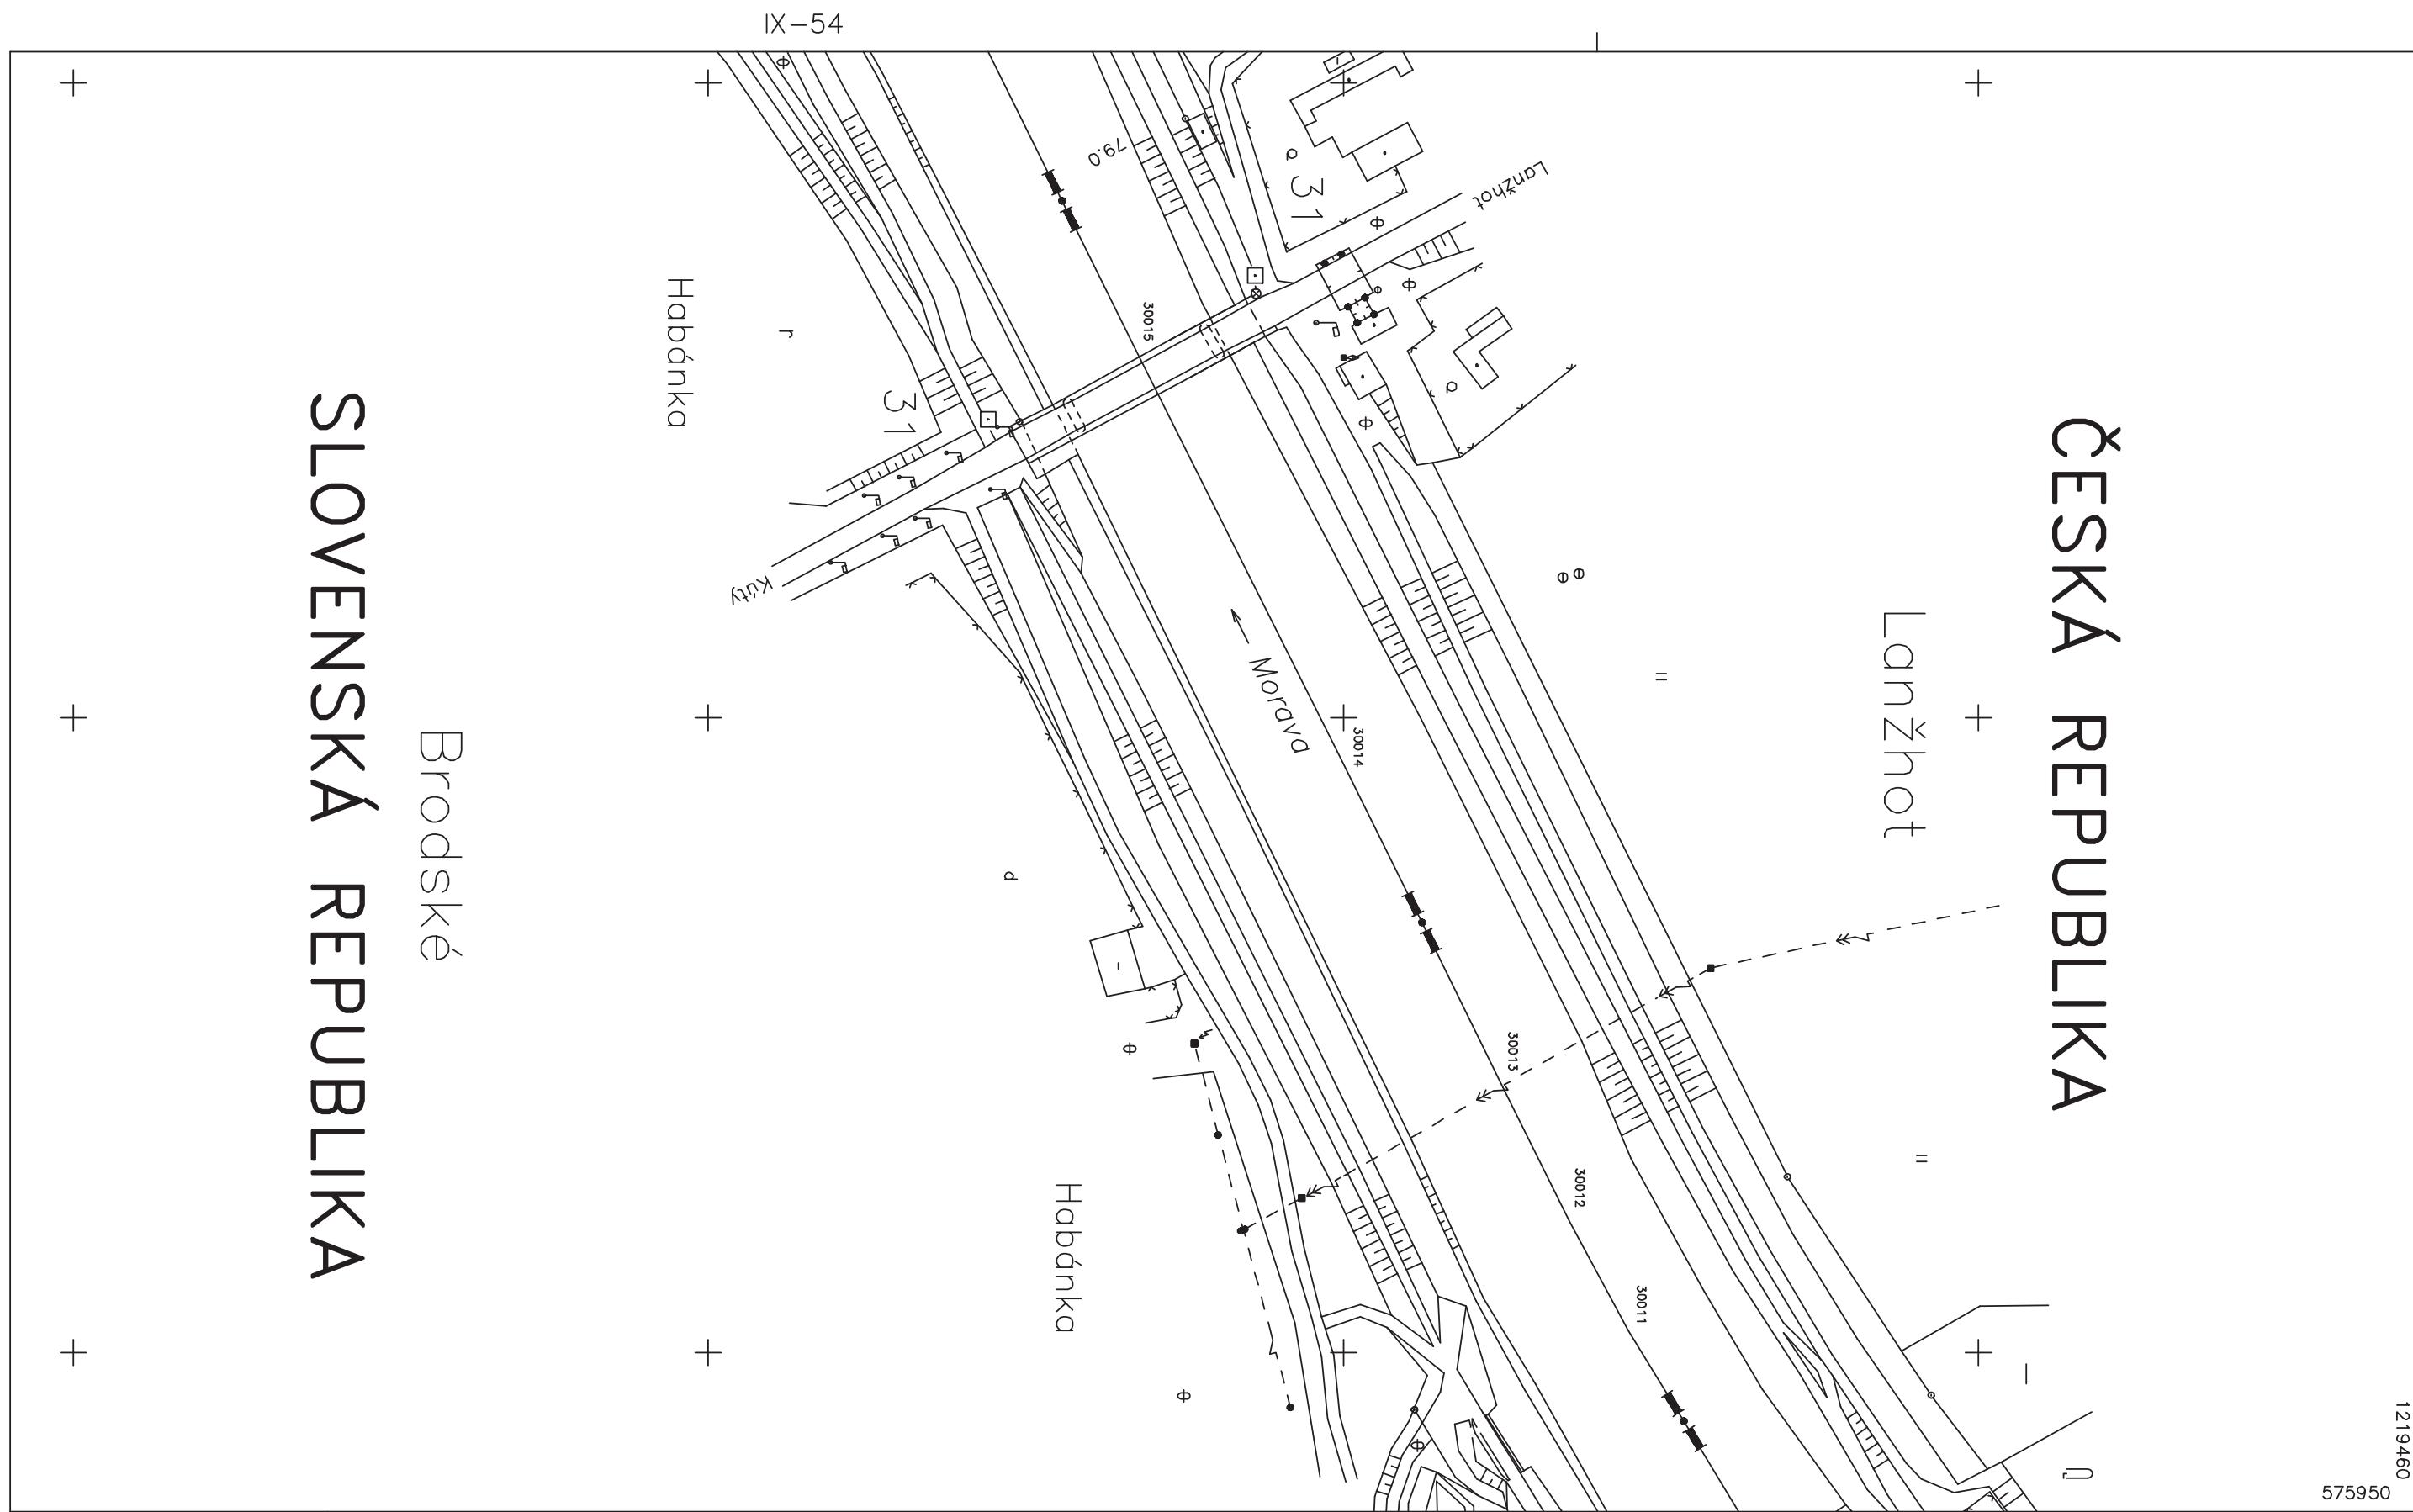 IX-54
79.0
31
Lanžhot
Habánka
30015
31
Kúty
Morava
30014
ČESKÁ REPUBLIKA
Lanžhot
SLOVENSKÁ REPUBLIKA
Brodské
30013
30012
Habánka
30011
1219460
575950